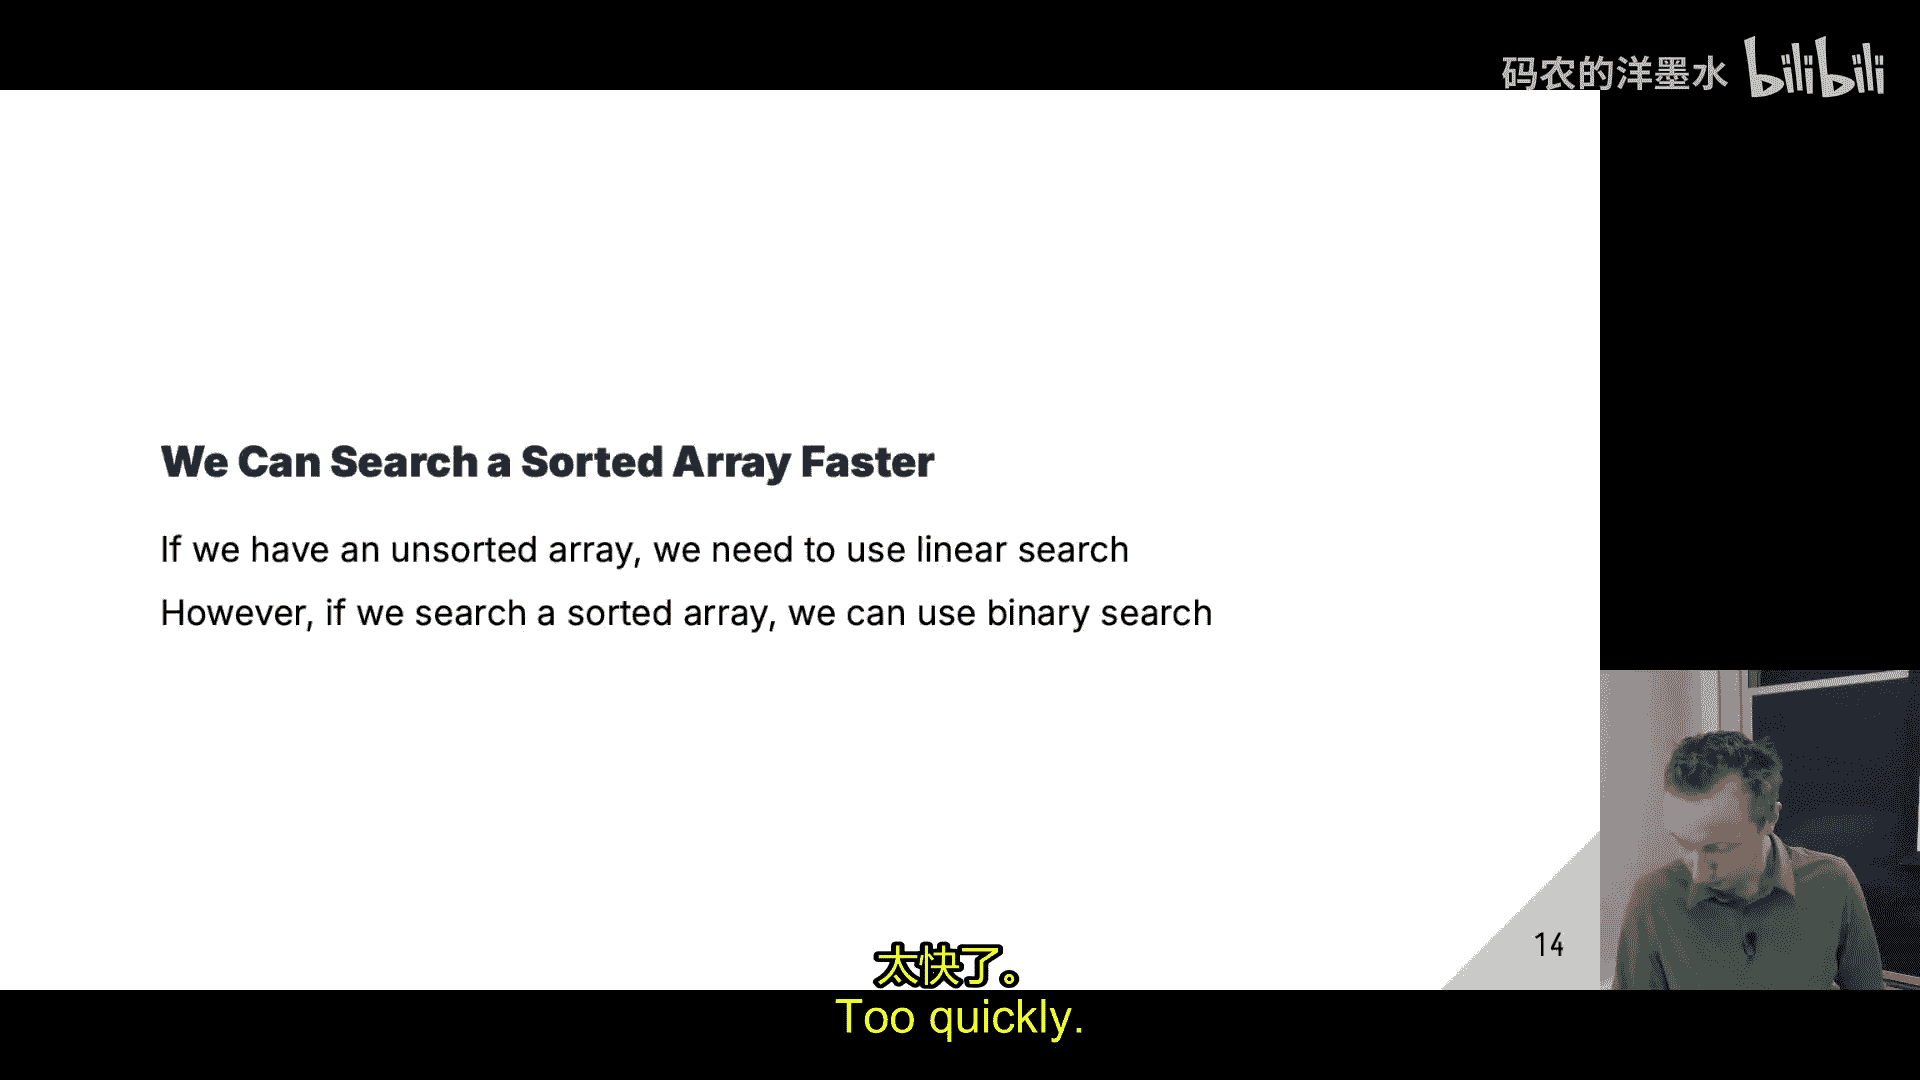 码农的洋墨水 bilibili
We Can Search a Sorted Array Faster
If we have an unsorted array, we need to use linear search
However, if we search a sorted array, we can use binary search
14
太快了。
Too quickly.